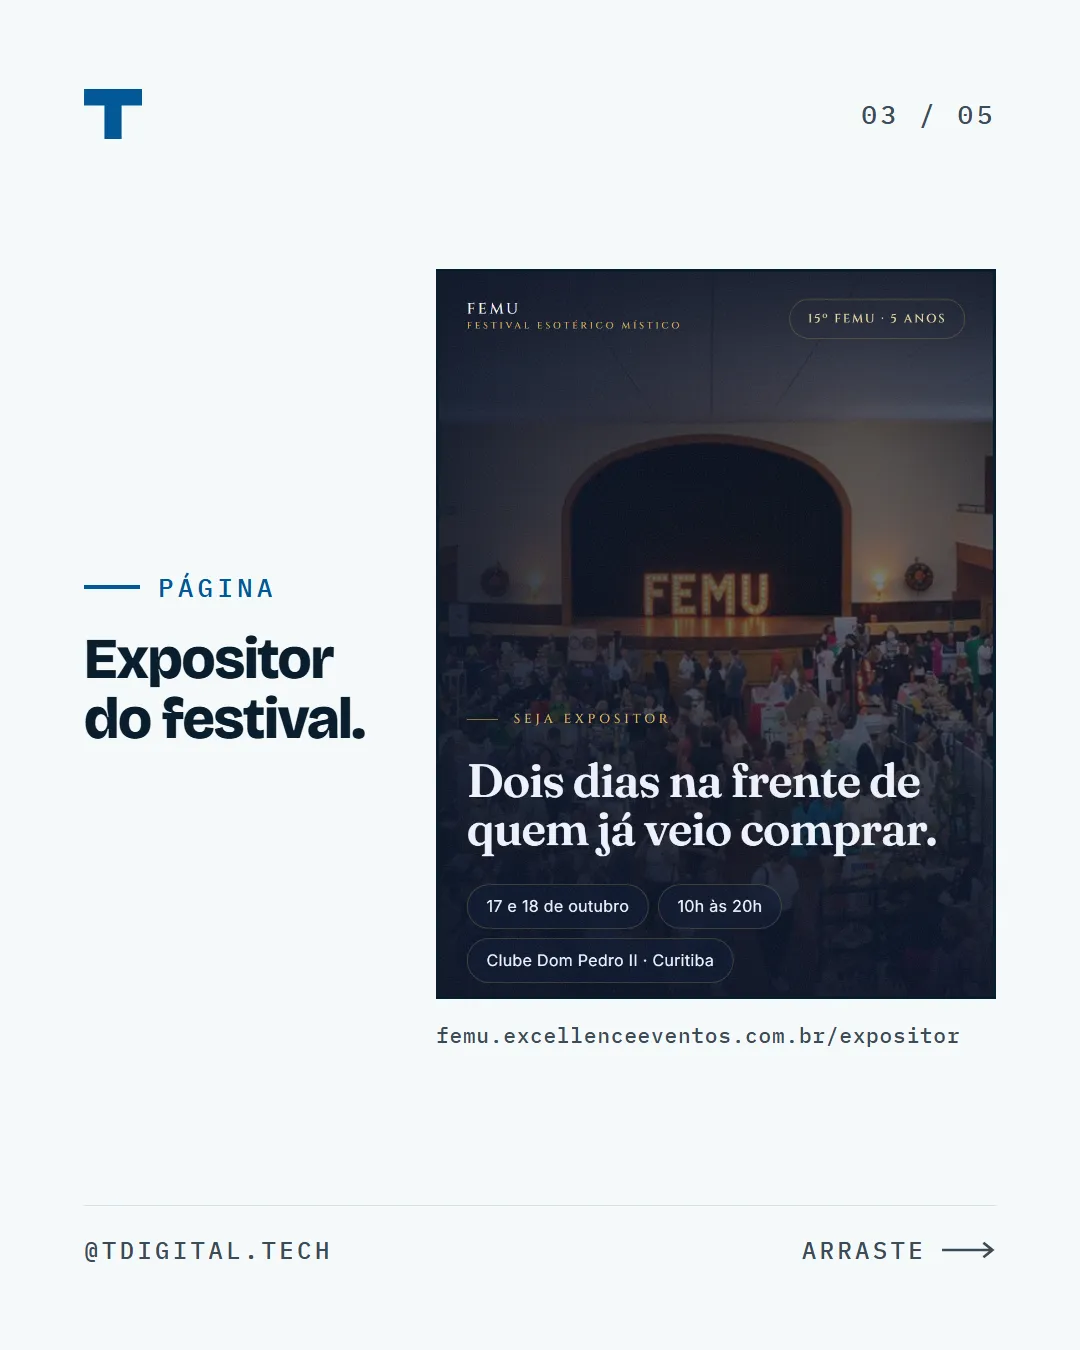 T
03 / 05
PÁGINA
Expositor
do festival.
FEMU
FESTIVAL ESOTÉRICO MÍSTICO
15º FEMU · 5 ANOS
FEMU
SEJA EXPOSITOR
Dois dias na frente de
quem já veio comprar.
17 e 18 de outubro
10h às 20h
Clube Dom Pedro II · Curitiba
femu.excellenceeventos.com.br/expositor
@TDIGITAL.TECH
ARRASTE